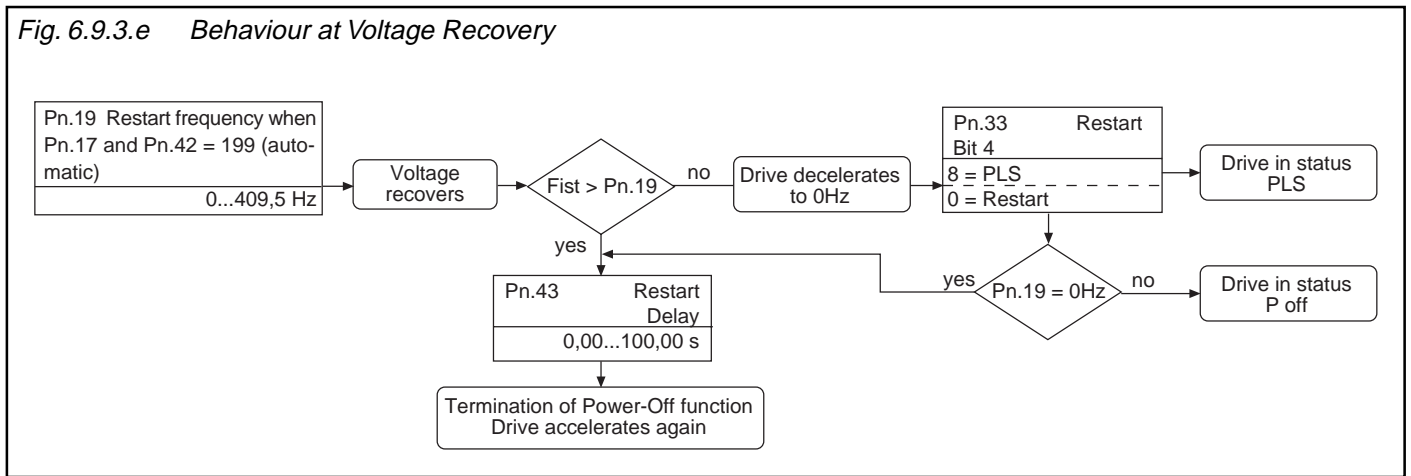 Fig. 6.9.3.e Behaviour at Voltage Recovery
Pn.19 Restart frequency when
Pn.17 and Pn.42 = 199 (auto-
matic)
0...409,5 Hz
Voltage
recovers
Fist > Pn.19
no
yes
Drive decelerates
to 0Hz
Pn.33 Restart
Bit 4
8 = PLS
0 = Restart
Drive in status
PLS
Pn.43 Restart
Delay
0,00...100,00 s
yes
Pn.19 = 0Hz
no
Drive in status
P off
Termination of Power-Off function
Drive accelerates again